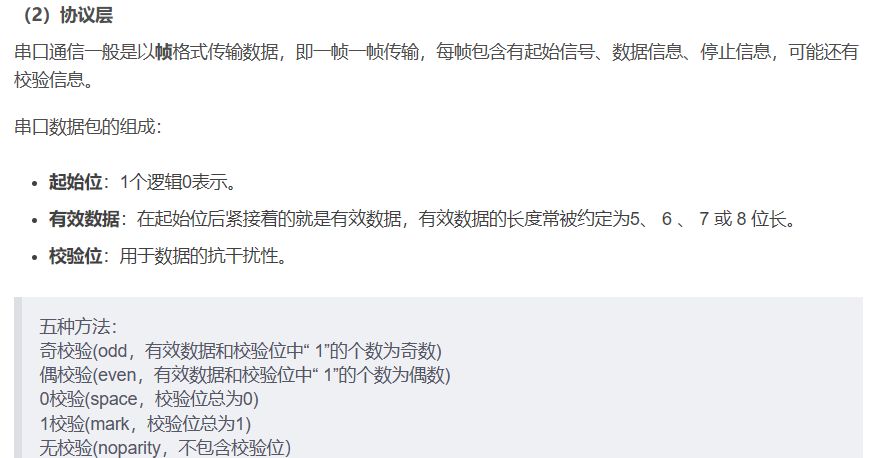 （2）协议层
串口通信一般是以帧格式传输数据，即一帧一帧传输，每帧包含有起始信号、数据信息、停止信息，可能还有
校验信息。
串口数据包的组成：
• 起始位：1个逻辑0表示。
• 有效数据：在起始位后紧接着的就是有效数据，有效数据的长度常被约定为5、 6 、 7 或 8 位长。
• 校验位：用于数据的抗干扰性。
五种方法：
奇校验(odd，有效数据和校验位中“ 1”的个数为奇数)
偶校验(even，有效数据和校验位中“ 1”的个数为偶数)
0校验(space，校验位总为0)
1校验(mark，校验位总为1)
无校验(noparity，不包含校验位)